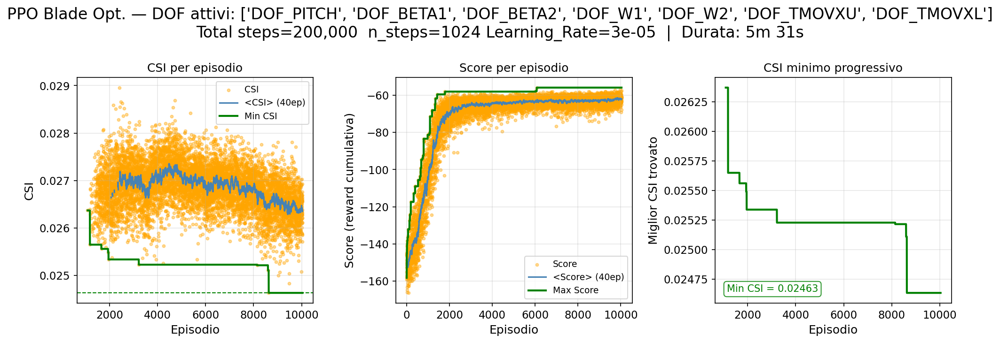 PPO Blade Opt. — DOF attivi: ['DOF_PITCH', 'DOF_BETA1', 'DOF_BETA2', 'DOF_W1', 'DOF_W2', 'DOF_TMOVXU', 'DOF_TMOVXL']
Total steps=200,000  n_steps=1024 Learning_Rate=3e-05  |  Durata: 5m 31s
CSI per episodio
CSI
0.029
0.028
0.027
0.026
0.025
CSI
<CSI> (40ep)
Min CSI
2000
4000
6000
8000
10000
Episodio
Score per episodio
Score (reward cumulativa)
−60
−80
−100
−120
−140
−160
Score
<Score> (40ep)
Max Score
0
2000
4000
6000
8000
10000
Episodio
CSI minimo progressivo
Miglior CSI trovato
0.02625
0.02600
0.02575
0.02550
0.02525
0.02500
0.02475
Min CSI = 0.02463
2000
4000
6000
8000
10000
Episodio